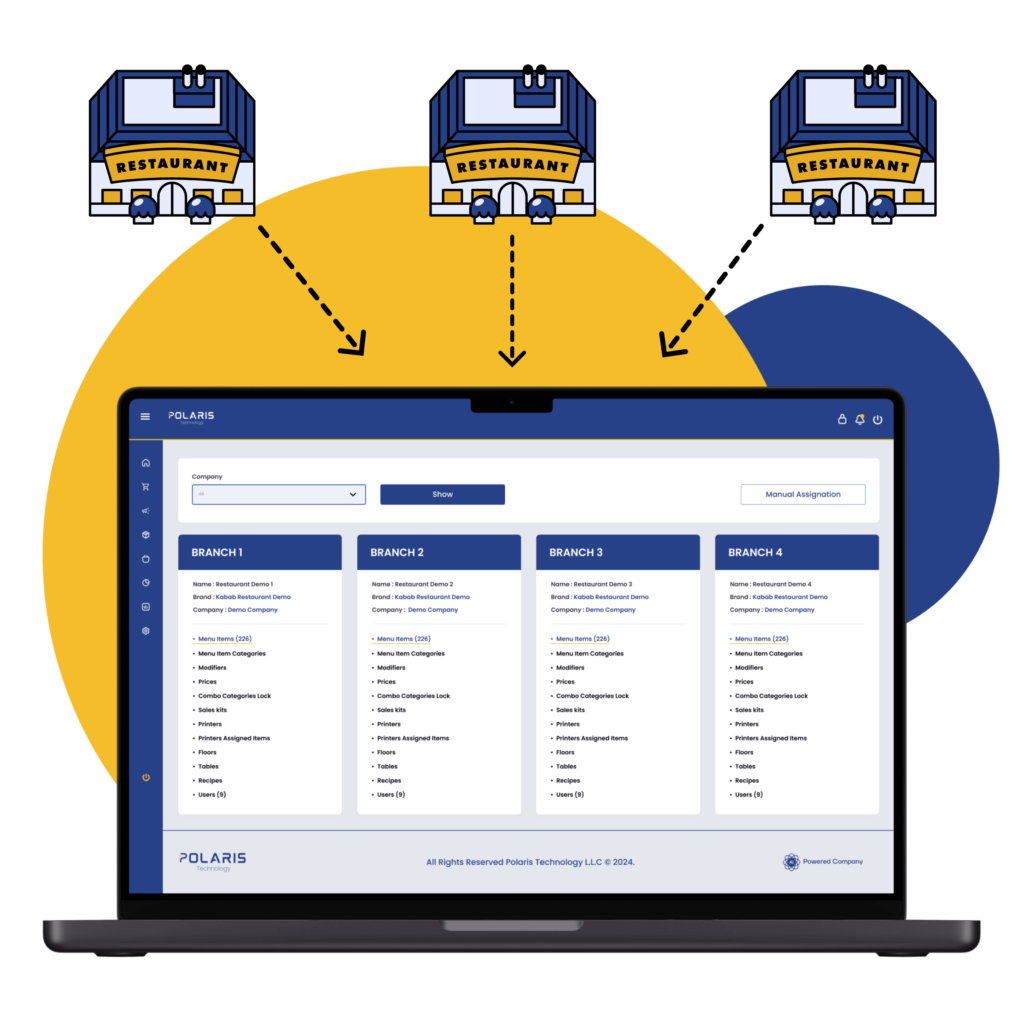 RESTAURANT
RESTAURANT
RESTAURANT
POLARIS
Technology
Company
Show
Manual Assignation
BRANCH 1
Name : Restaurant Demo 1
Brand : Kabab Restaurant Demo
Company : Demo Company
• Menu Items (226)
• Menu Item Categories
• Modifiers
• Prices
• Combo Categories Lock
• Sales kits
• Printers
• Printers Assigned Items
• Floors
• Tables
• Recipes
• Users (9)
BRANCH 2
Name : Restaurant Demo 2
Brand : Kabab Restaurant Demo
Company : Demo Company
• Menu Items (226)
• Menu Item Categories
• Modifiers
• Prices
• Combo Categories Lock
• Sales kits
• Printers
• Printers Assigned Items
• Floors
• Tables
• Recipes
• Users (9)
BRANCH 3
Name : Restaurant Demo 3
Brand : Kabab Restaurant Demo
Company : Demo Company
• Menu Items (226)
• Menu Item Categories
• Modifiers
• Prices
• Combo Categories Lock
• Sales kits
• Printers
• Printers Assigned Items
• Floors
• Tables
• Recipes
• Users (9)
BRANCH 4
Name : Restaurant Demo 4
Brand : Kabab Restaurant Demo
Company : Demo Company
• Menu Items (226)
• Menu Item Categories
• Modifiers
• Prices
• Combo Categories Lock
• Sales kits
• Printers
• Printers Assigned Items
• Floors
• Tables
• Recipes
• Users (9)
POLARIS
Technology
All Rights Reserved Polaris Technology L.L.C © 2024.
Powered Company